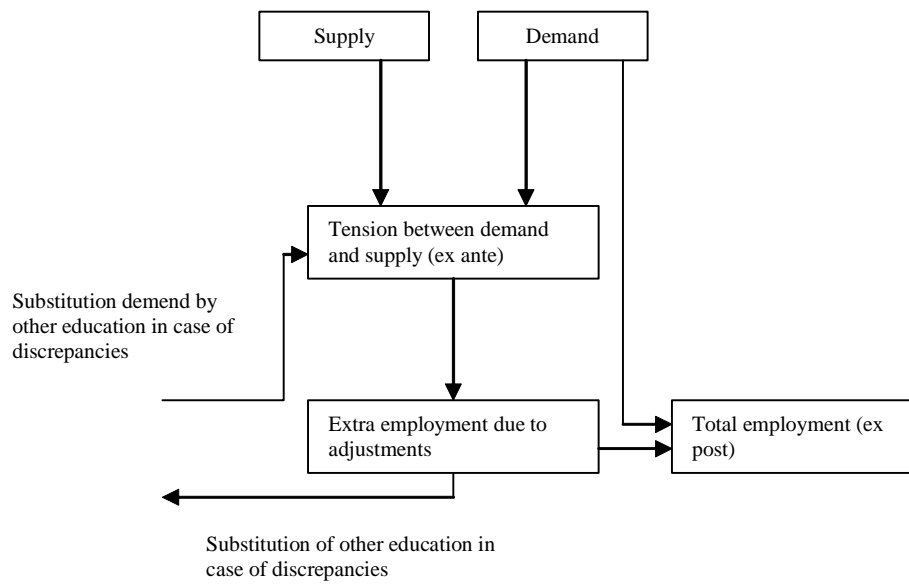 Supply
Demand
Tension between demand
and supply (ex ante)
Substitution demend by
other education in case of
discrepancies
Extra employment due to
adjustments
Total employment (ex
post)
Substitution of other education in
case of discrepancies